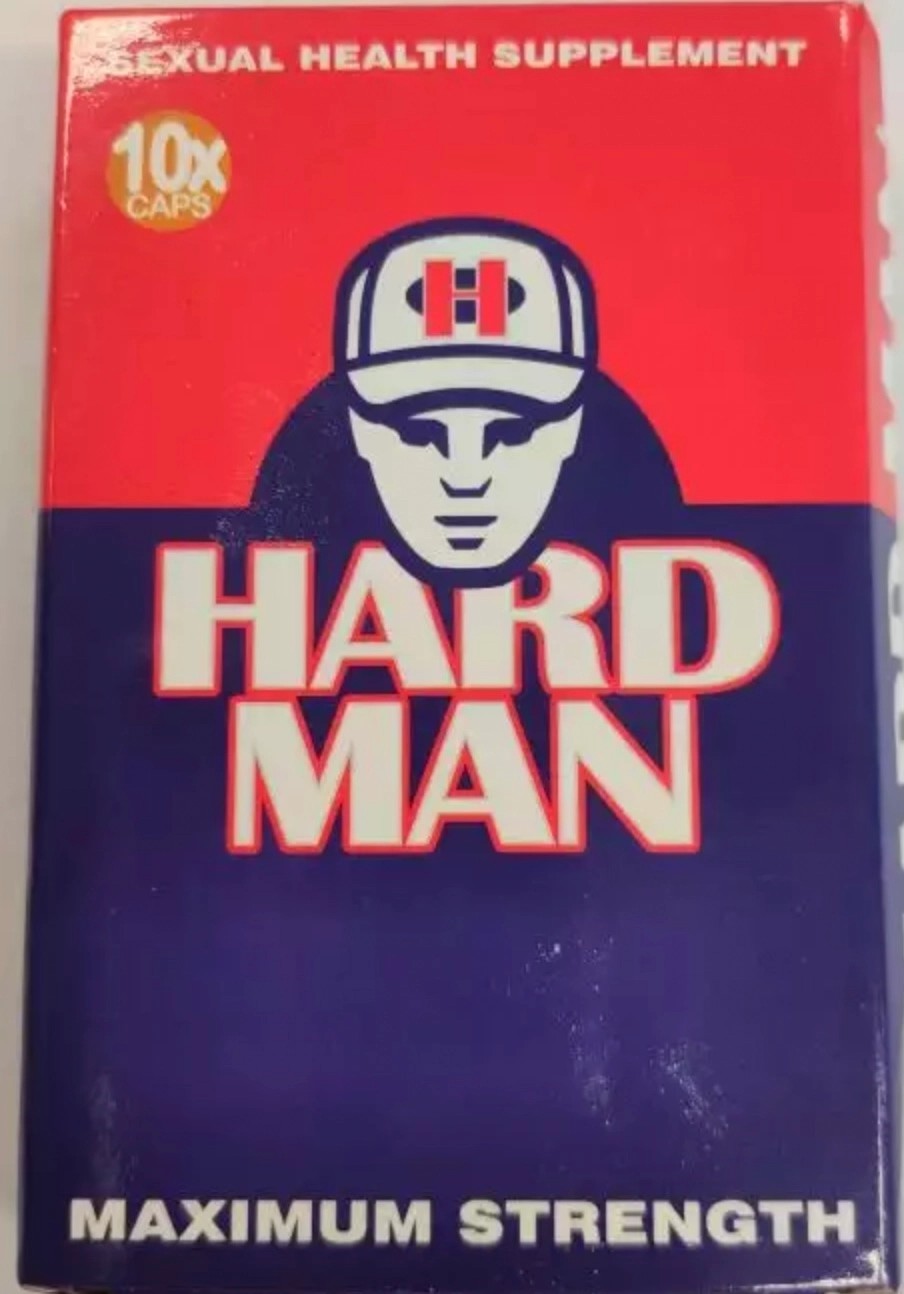 SEXUAL HEALTH SUPPLEMENT
10x
CAPS
H
HARD
MAN
MAXIMUM STRENGTH